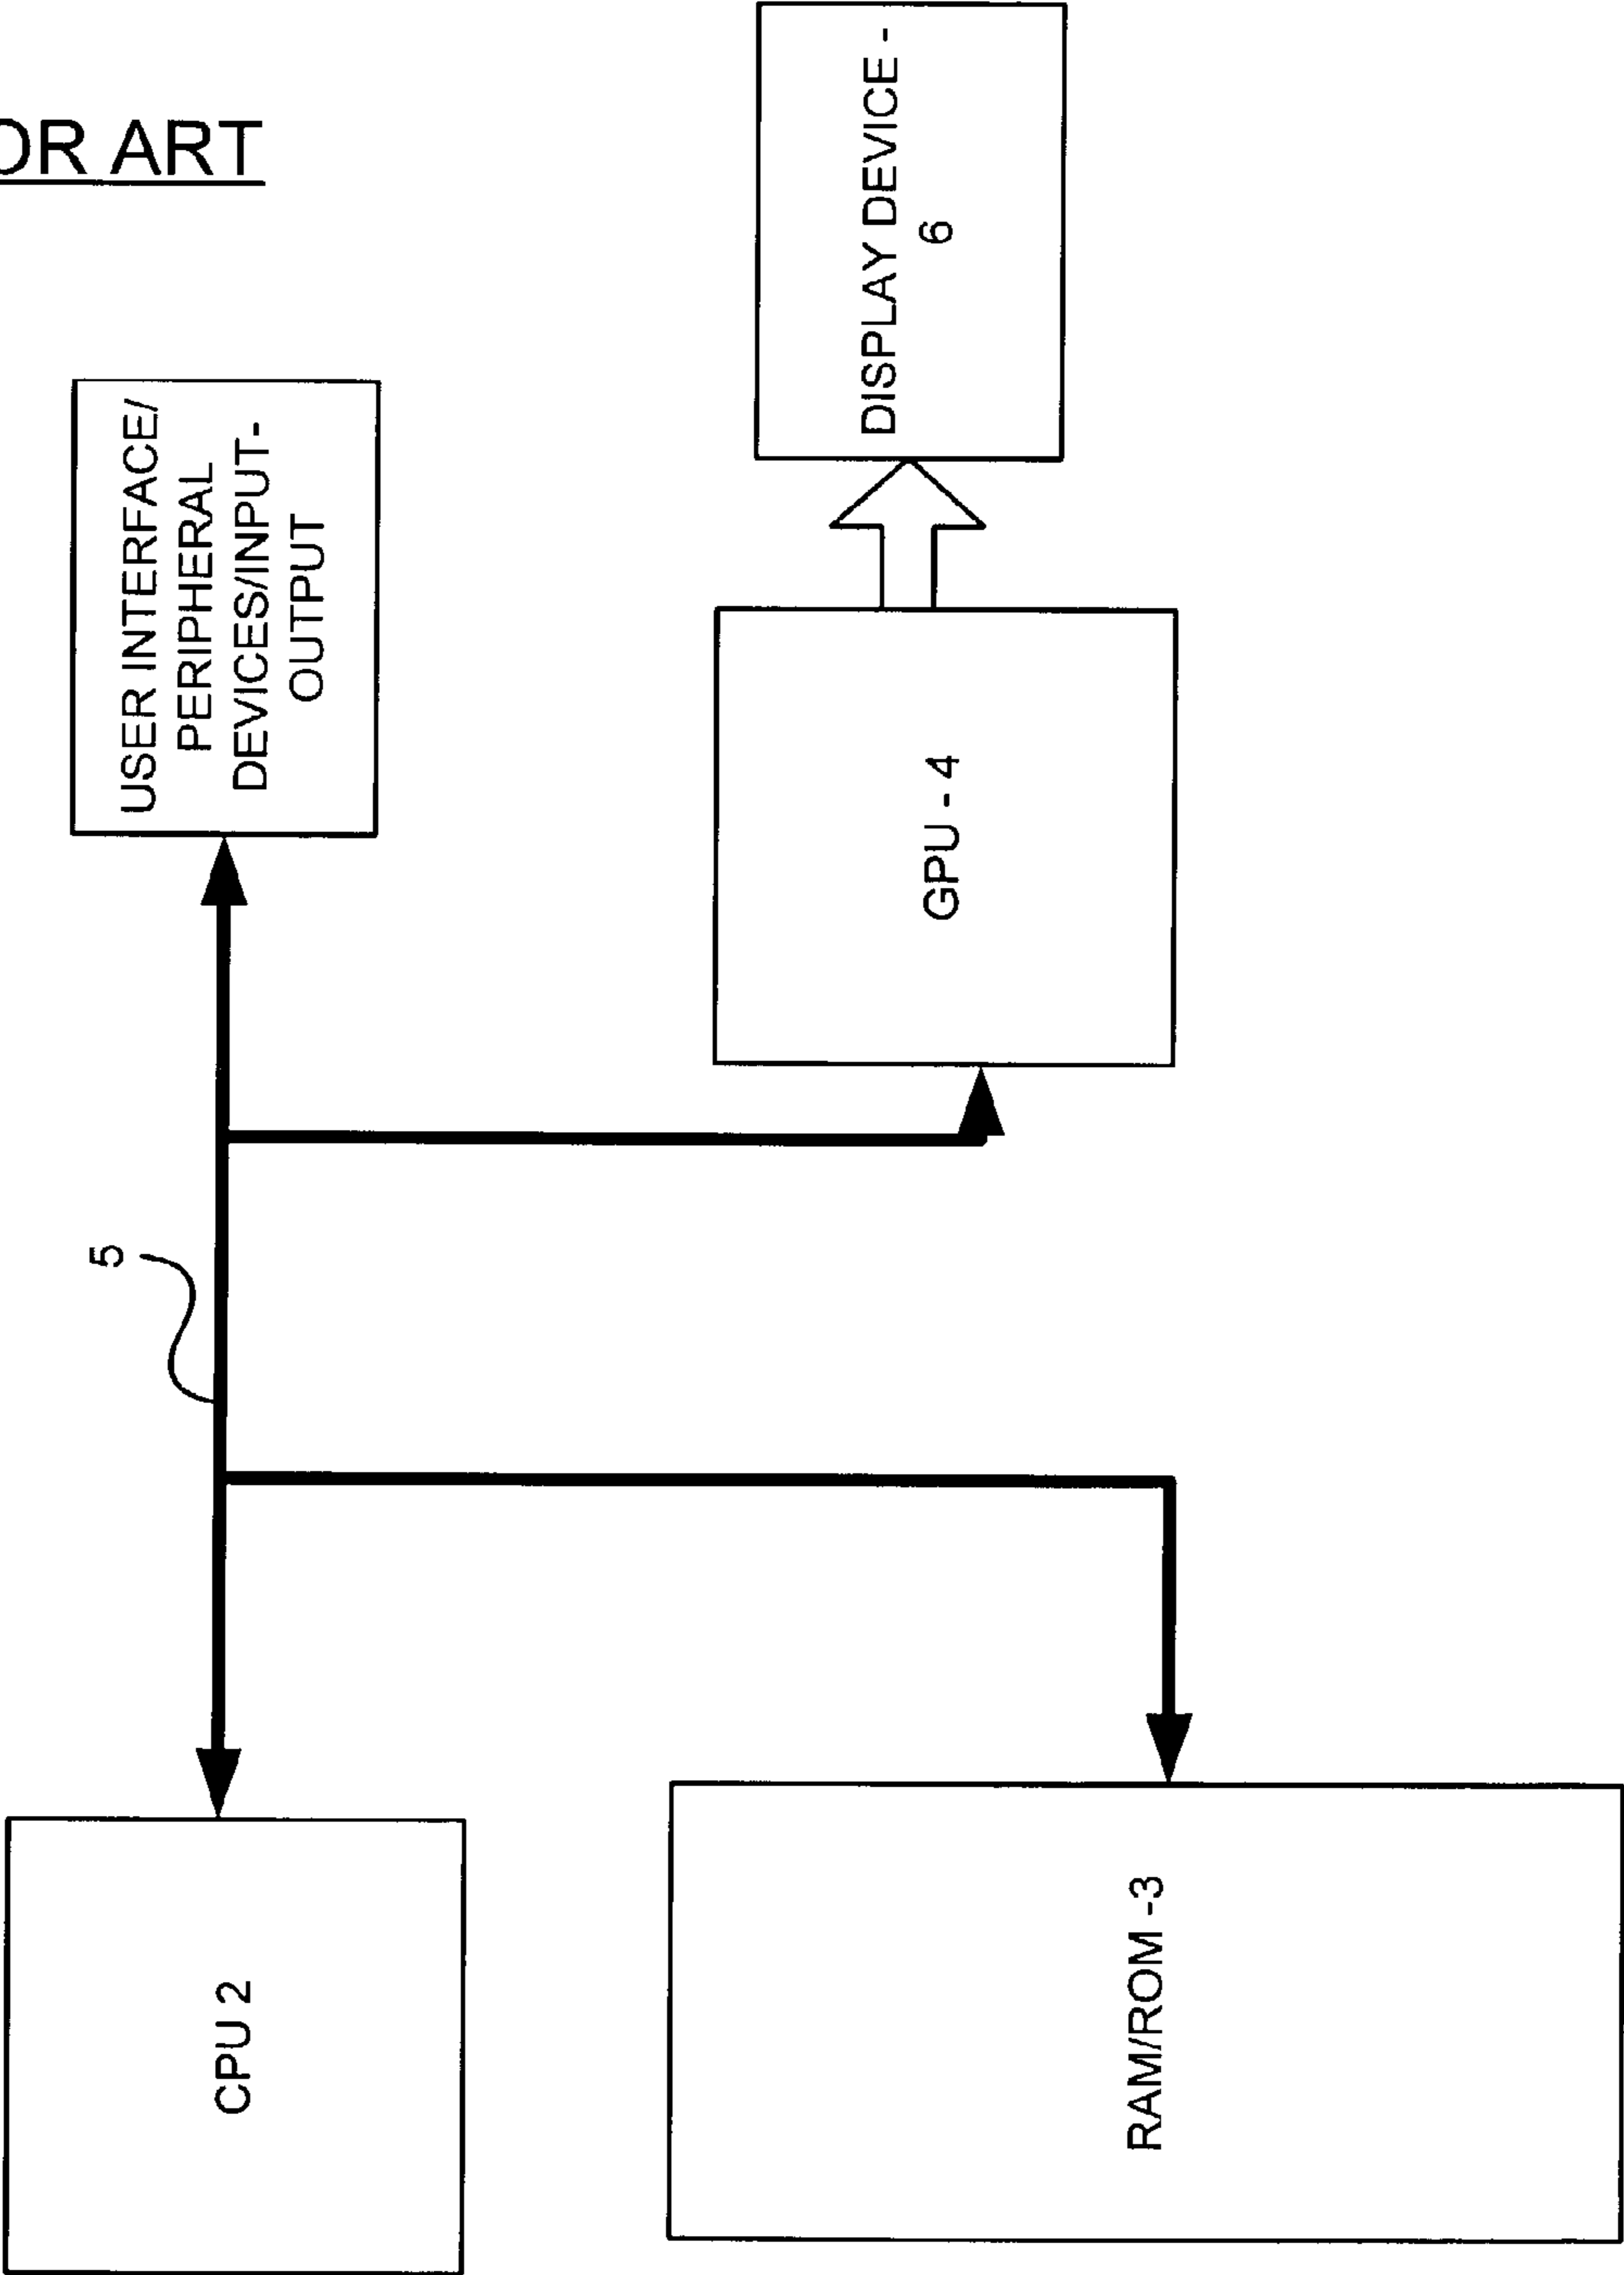 OR ART
USER INTERFACE/
PERIPHERAL
DEVICES/INPUT-
OUTPUT
DISPLAY DEVICE -
6
5
GPU - 4
CPU 2
RAM/ROM -3